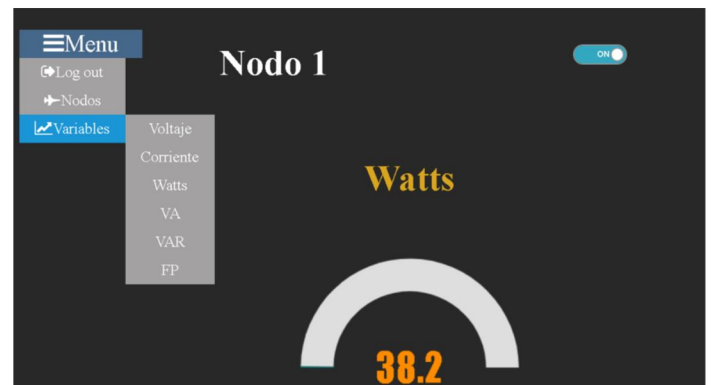 Menu
Log out
Nodos
Variables
Voltaje
Corriente
Watts
VA
VAR
FP
Nodo 1
ON
Watts
38.2